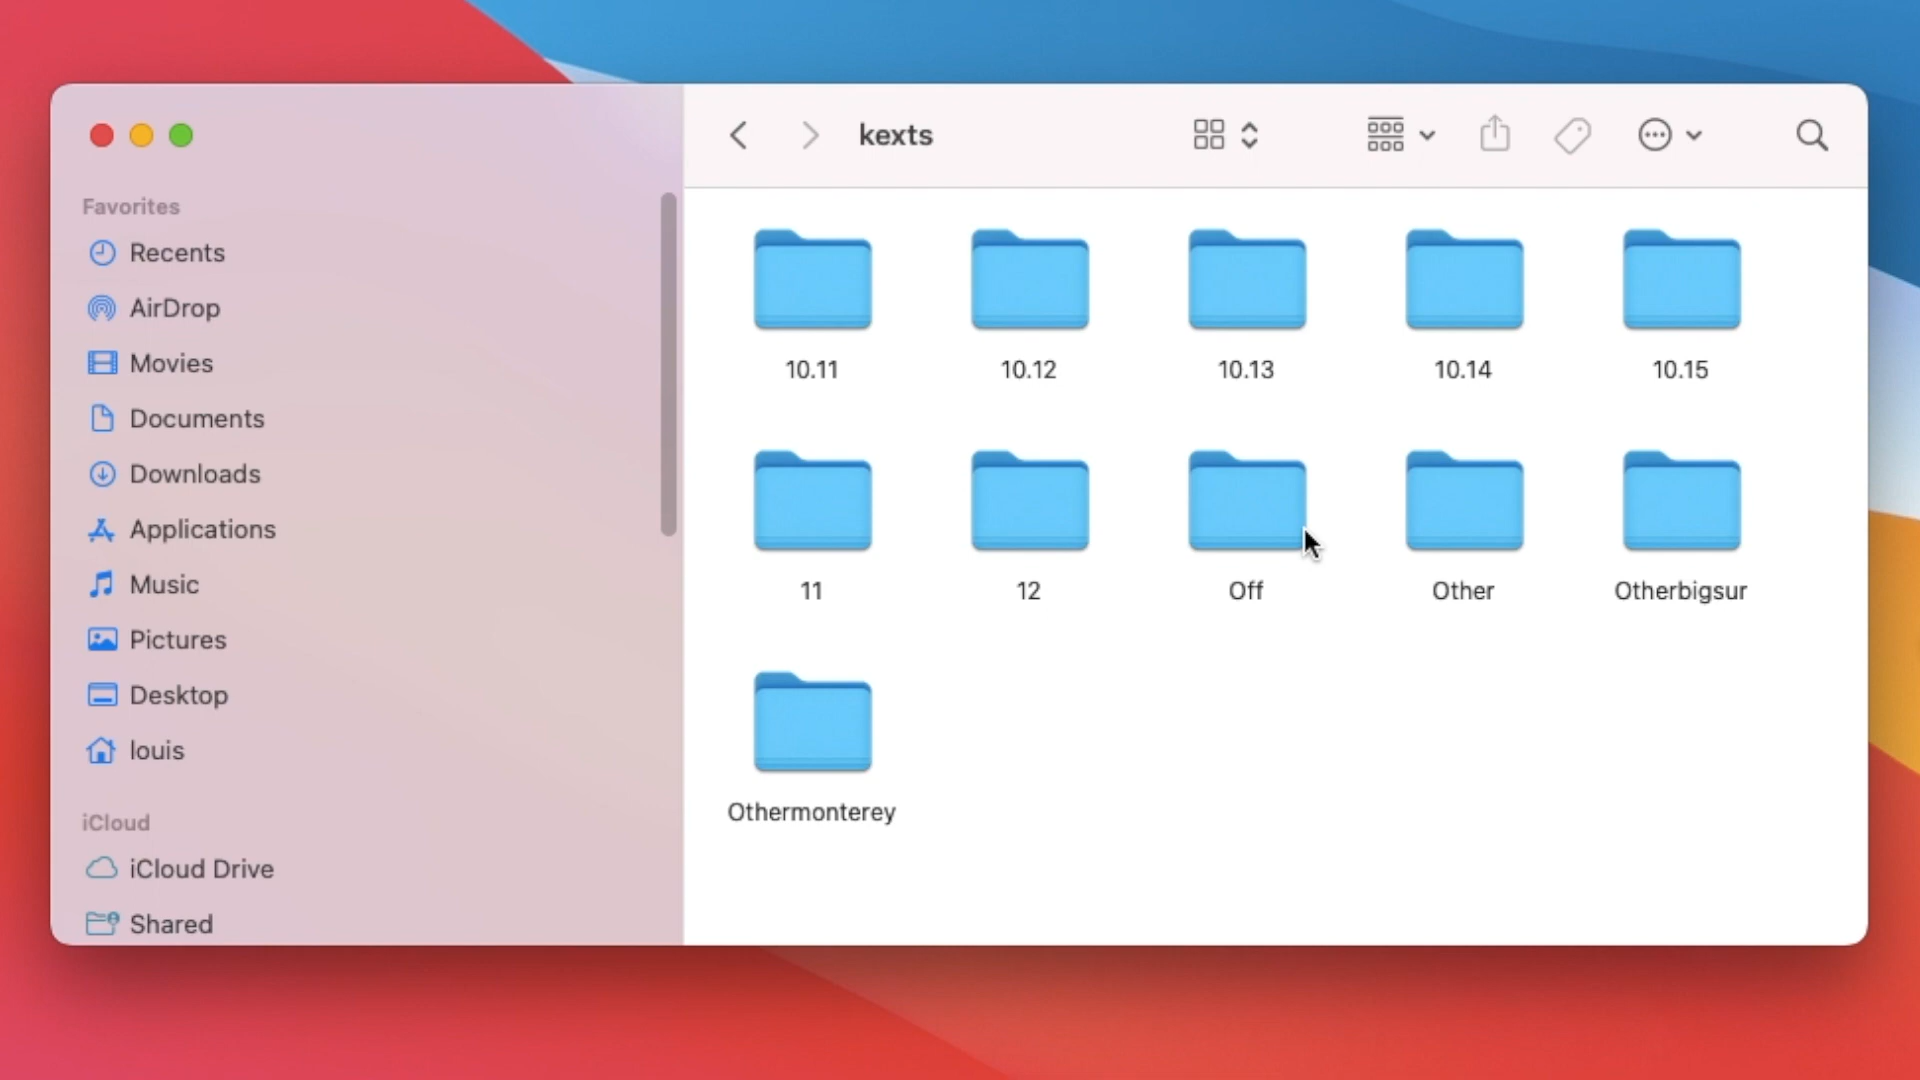 kexts
Favorites
Recents
AirDrop
Movies
Documents
Downloads
Applications
Music
Pictures
Desktop
louis
iCloud
iCloud Drive
Shared
10.11
10.12
10.13
10.14
10.15
11
12
Off
Other
Otherbigsur
Othermonterey